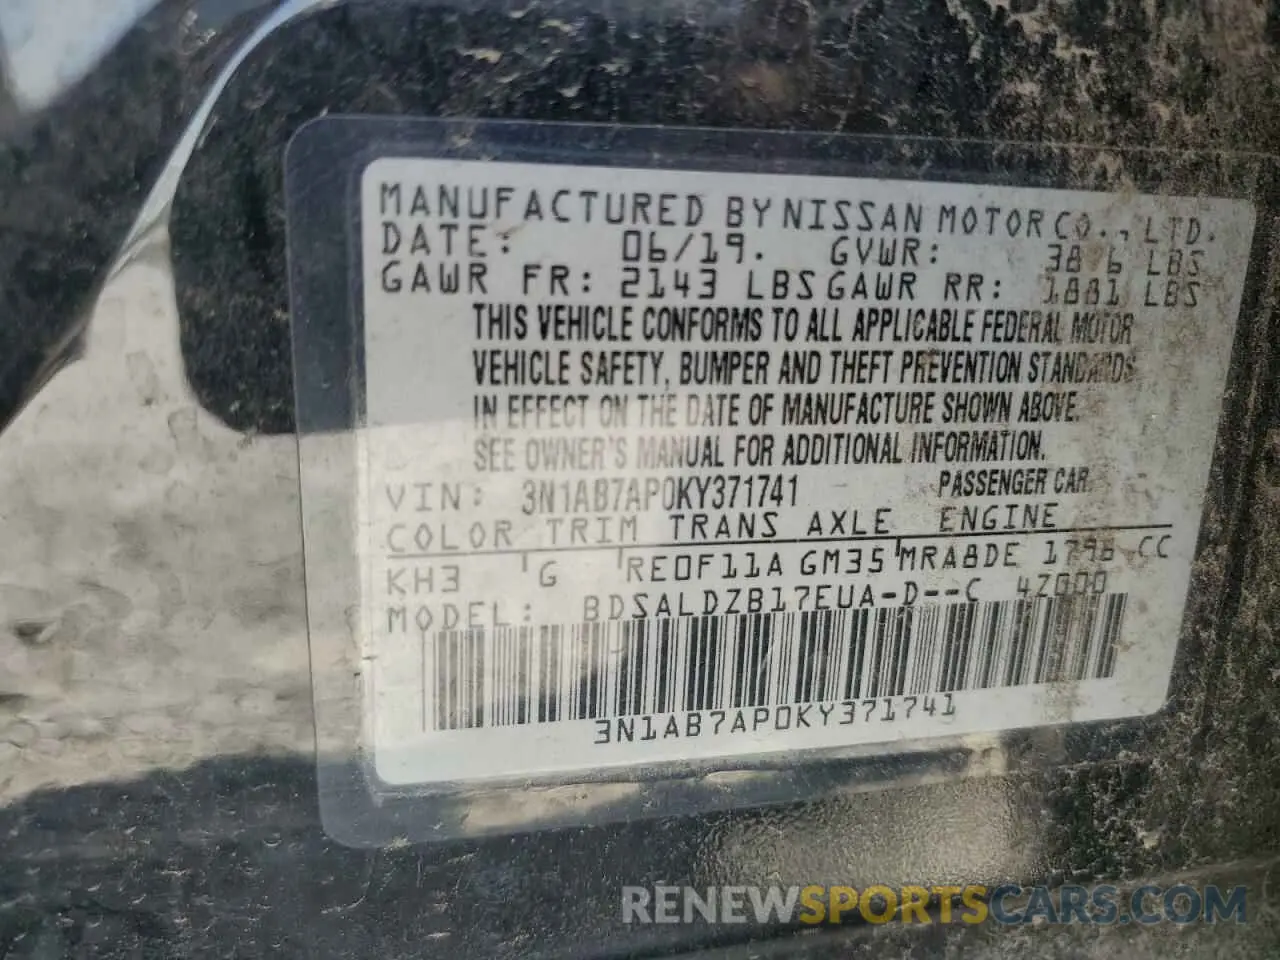 MANUFACTURED BY NISSAN MOTOR CO., LTD.
DATE: 06/19. GVWR: LBS
GAWR FR: 2143 LBS GAWR RR: 1881 LBS
THIS VEHICLE CONFORMS TO ALL APPLICABLE FEDERAL MOTOR
VEHICLE SAFETY, BUMPER AND THEFT PREVENTION STANDARDS
IN EFFECT ON THE DATE OF MANUFACTURE SHOWN ABOVE.
SEE OWNER'S MANUAL FOR ADDITIONAL INFORMATION.
VIN: 3N1AB7AP0KY371741 PASSENGER CAR
COLOR TRIM TRANS AXLE ENGINE
KH3 G RE0F11A GM35 MRA8DE 1796 CC
MODEL: BDSALDZB17EUA-D--C 4Z000
3N1AB7AP0KY371741
RENEWSPORTSCARS.COM